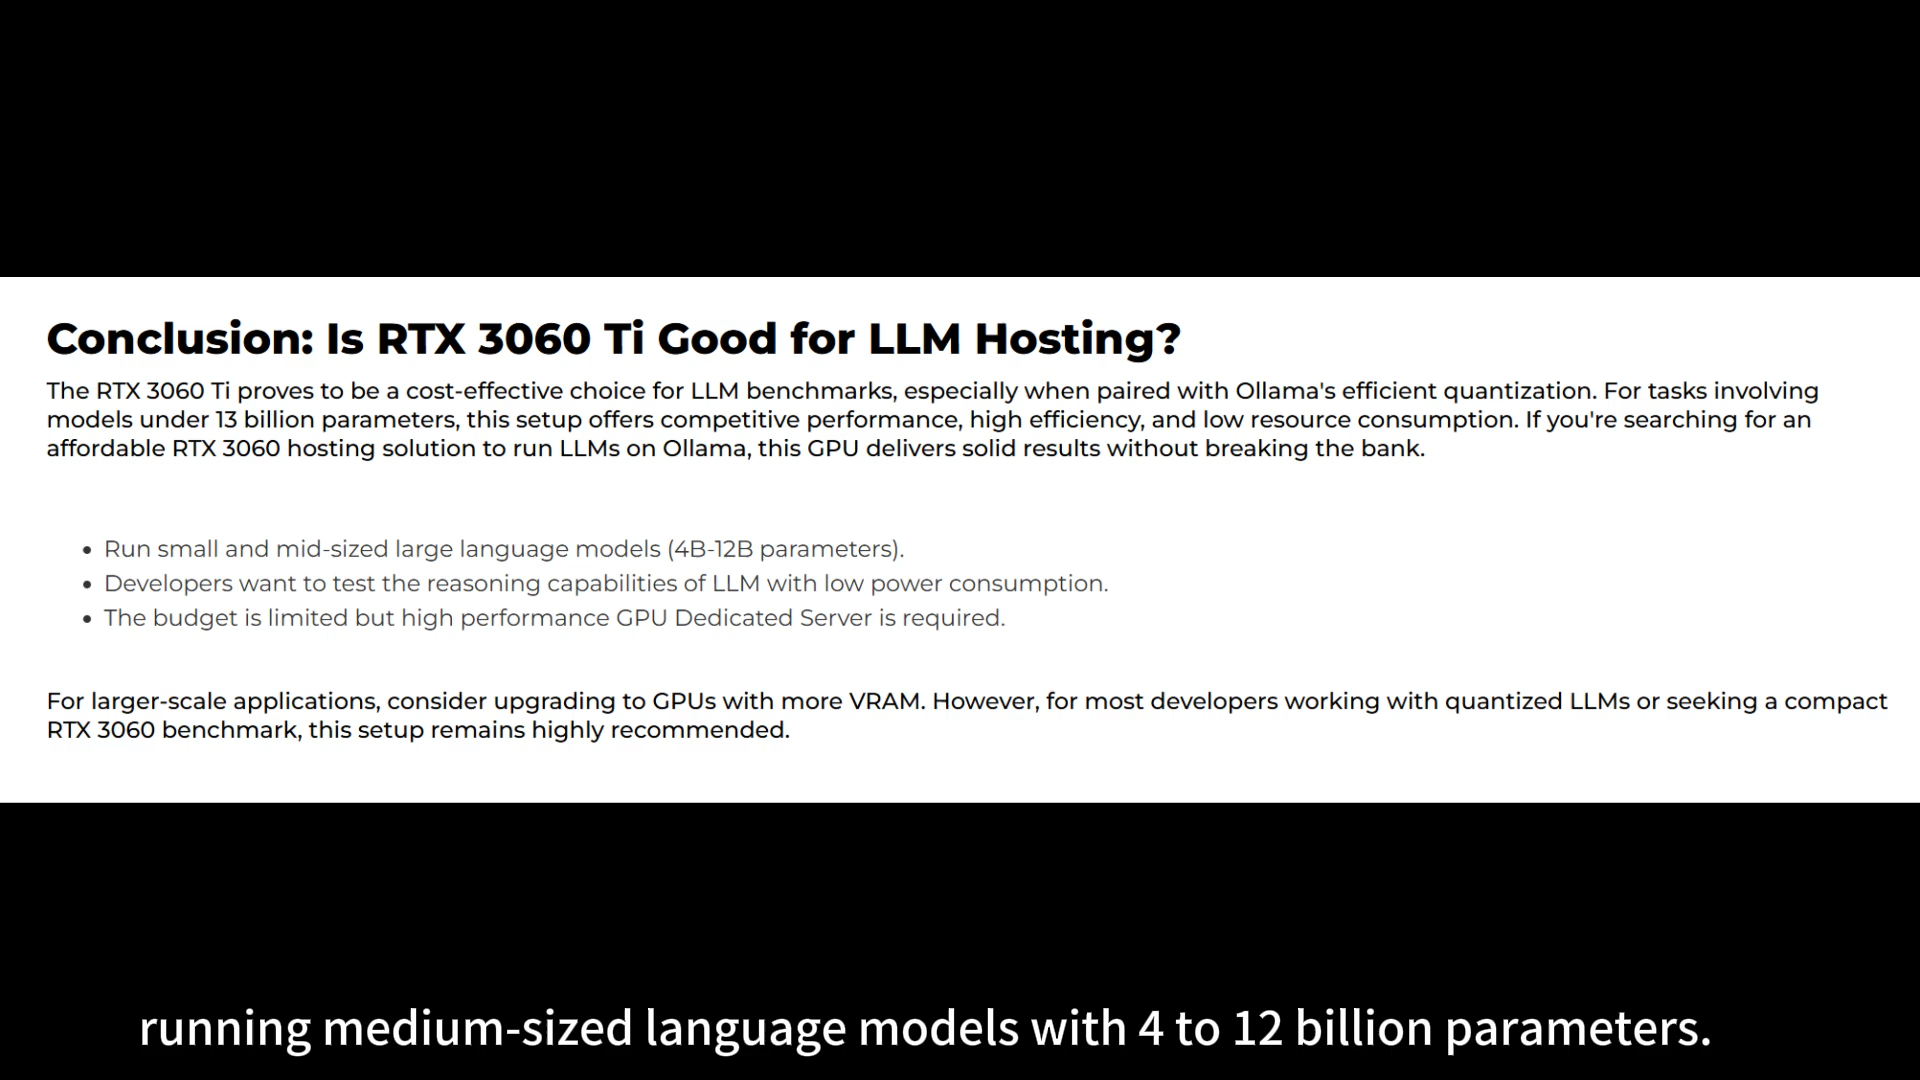 Conclusion: Is RTX 3060 Ti Good for LLM Hosting?
The RTX 3060 Ti proves to be a cost-effective choice for LLM benchmarks, especially when paired with Ollama's efficient quantization. For tasks involving
models under 13 billion parameters, this setup offers competitive performance, high efficiency, and low resource consumption. If you're searching for an
affordable RTX 3060 hosting solution to run LLMs on Ollama, this GPU delivers solid results without breaking the bank.
• Run small and mid-sized large language models (4B-12B parameters).
• Developers want to test the reasoning capabilities of LLM with low power consumption.
• The budget is limited but high performance GPU Dedicated Server is required.
For larger-scale applications, consider upgrading to GPUs with more VRAM. However, for most developers working with quantized LLMs or seeking a compact
RTX 3060 benchmark, this setup remains highly recommended.
running medium-sized language models with 4 to 12 billion parameters.